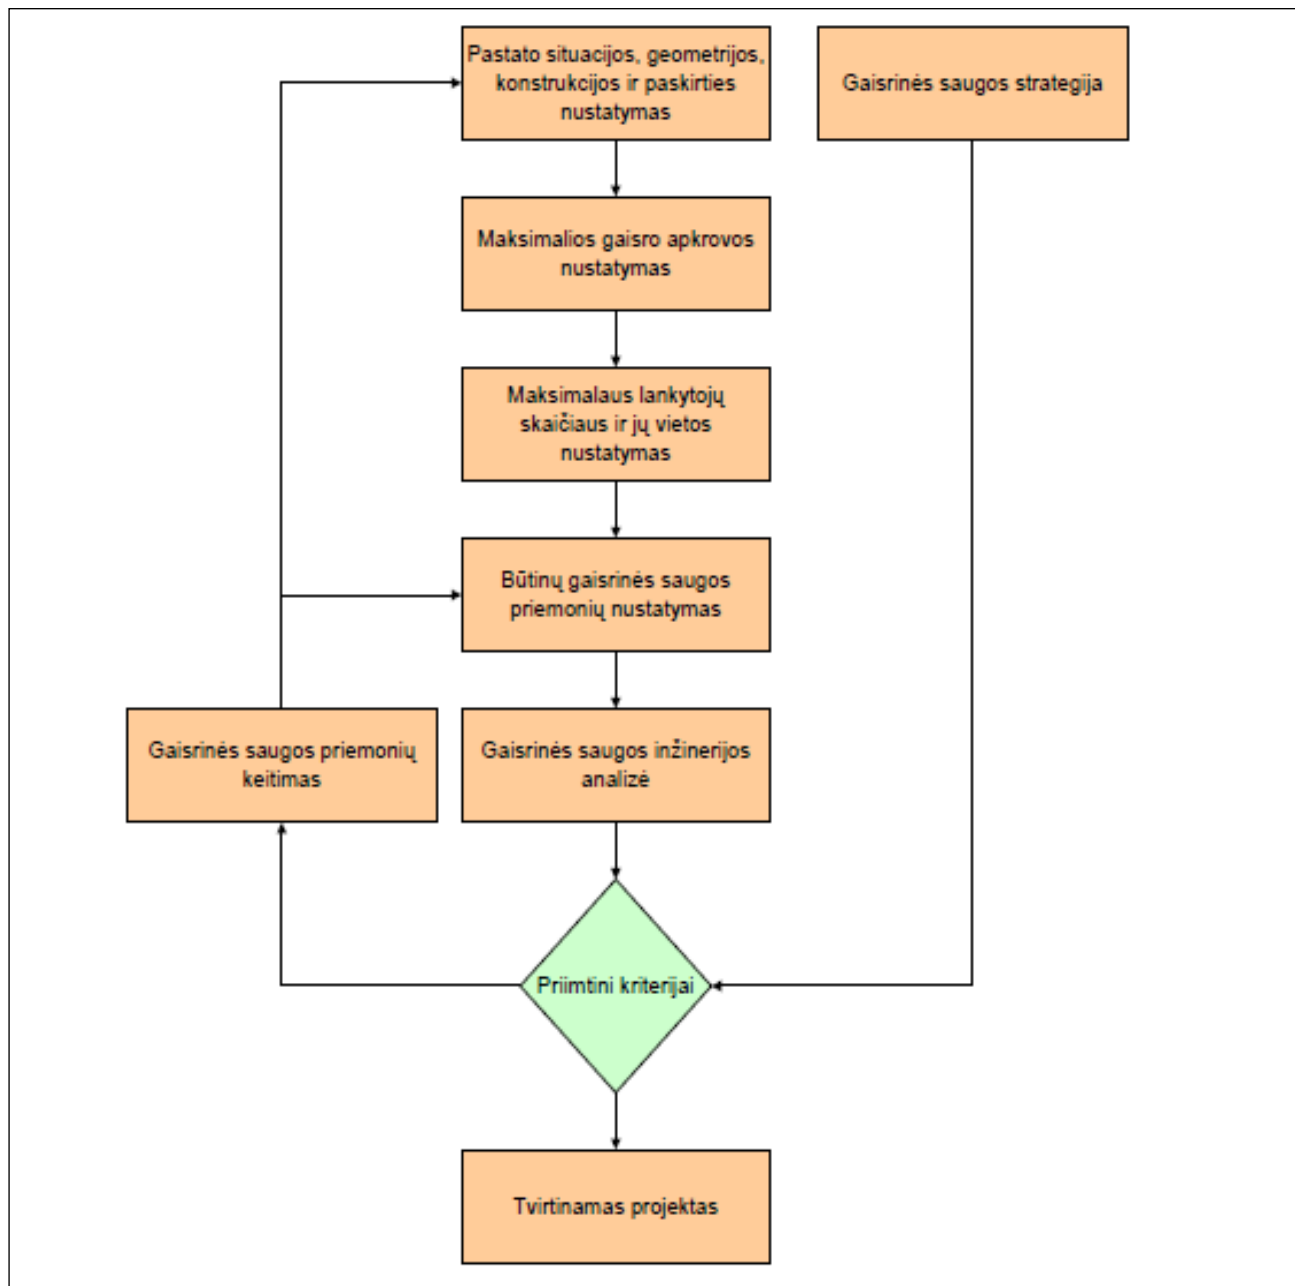 Pastato situacijos, geometrijos,
konstrukcijos ir paskirties
nustatymas
Gaisrinės saugos strategija
Maksimalios gaisro apkrovos
nustatymas
Maksimalaus lankytojų
skaičiaus ir jų vietos
nustatymas
Būtinų gaisrinės saugos
priemonių nustatymas
Gaisrinės saugos priemonių
keitimas
Gaisrinės saugos inžinerijos
analizė
Priimtini kriterijai
Tvirtinamas projektas